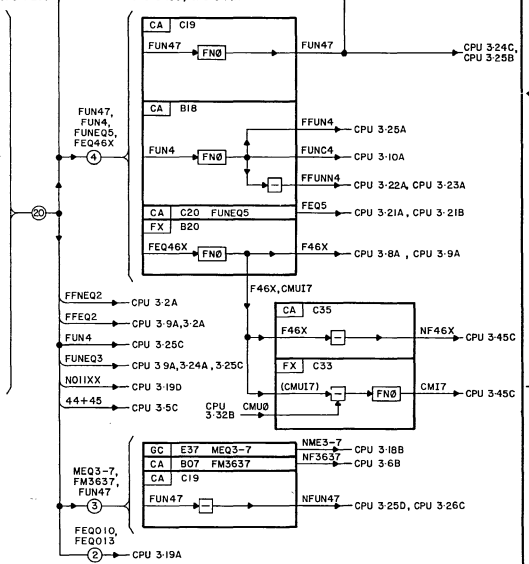 CA C19
FUN47 FNØ FUN47 CPU 3·24C,
CPU 3·25B
CA B18
FUN47,
FUN4,
FUNEQ5,
FEQ46X
4
FUN4 FNØ
FFUN4 CPU 3·25A
FUNC4 CPU 3·10A
FFUNN4 CPU 3·22A, CPU 3·23A
20
CA C20 FUNEQ5 FEQ5 CPU 3·21A, CPU 3·21B
FX B20
FEQ46X FNØ F46X CPU 3·8A, CPU 3·9A
F46X, CMUI7
FFNEQ2 CPU 3·2A
FFEQ2 CPU 3·9A,3·2A
FUN4 CPU 3·25C
FUNEQ3 CPU 3·9A,3·24A,3·25C
NO11XX CPU 3·19D
44+45 CPU 3·5C
CA C35
F46X NF46X CPU 3·45C
FX C33
(CMUI7) FNØ CMI7 CPU 3·45C
CPU CMUØ
3·32B
GC E37 MEQ3-7 NME3-7 CPU 3·18B
CA B07 FM3637 NF3637 CPU 3·6B
CA C19
MEQ3-7,
FM3637,
FUN47
3
FUN47 NFUN47 CPU 3·25D, CPU 3·26C
FEQO10,
FEQO13
2 CPU 3·19A